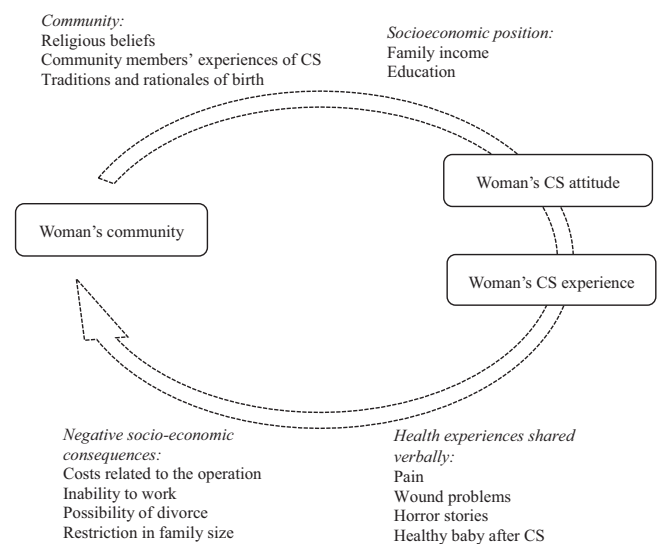 Community:
Religious beliefs
Community members' experiences of CS
Traditions and rationales of birth
Socioeconomic position:
Family income
Education
Woman's CS attitude
Woman's community
Woman's CS experience
Negative socio-economic
consequences:
Costs related to the operation
Inability to work
Possibility of divorce
Restriction in family size
Health experiences shared
verbally:
Pain
Wound problems
Horror stories
Healthy baby after CS